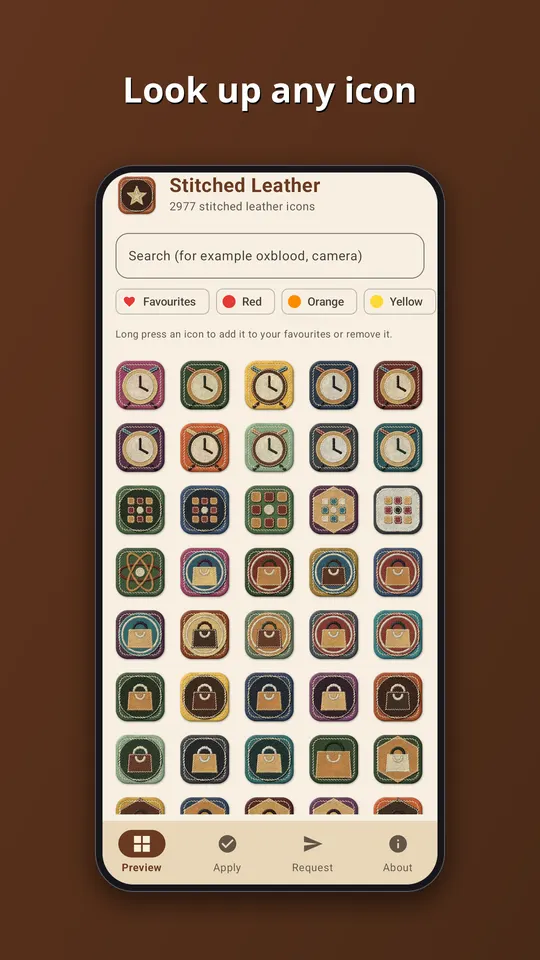 Look up any icon
Stitched Leather
2977 stitched leather icons
Search (for example oxblood, camera)
Favourites
Red
Orange
Yellow
Long press an icon to add it to your favourites or remove it.
Preview
Apply
Request
About